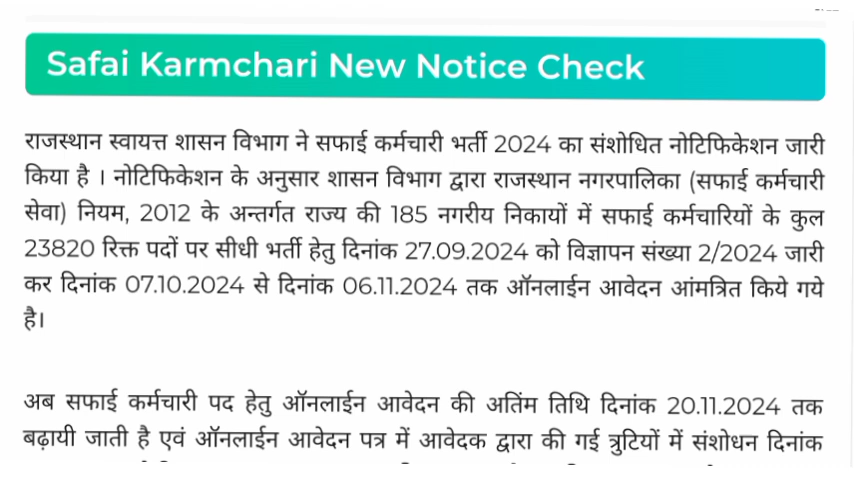 Safai Karmchari New Notice Check
राजस्थान स्वायत्त शासन विभाग ने सफाई कर्मचारी भर्ती 2024 का संशोधित नोटिफिकेशन जारी
किया है । नोटिफिकेशन के अनुसार शासन विभाग द्वारा राजस्थान नगरपालिका (सफाई कर्मचारी
सेवा) नियम, 2012 के अन्तर्गत राज्य की 185 नगरीय निकायों में सफाई कर्मचारियों के कुल
23820 रिक्त पदों पर सीधी भर्ती हेतु दिनांक 27.09.2024 को विज्ञापन संख्या 2/2024 जारी
कर दिनांक 07.10.2024 से दिनांक 06.11.2024 तक ऑनलाईन आवेदन आंमत्रित किये गये
है।
अब सफाई कर्मचारी पद हेतु ऑनलाईन आवेदन की अतिंम तिथि दिनांक 20.11.2024 तक
बढ़ायी जाती है एवं ऑनलाईन आवेदन पत्र में आवेदक द्वारा की गई त्रुटियों में संशोधन दिनांक